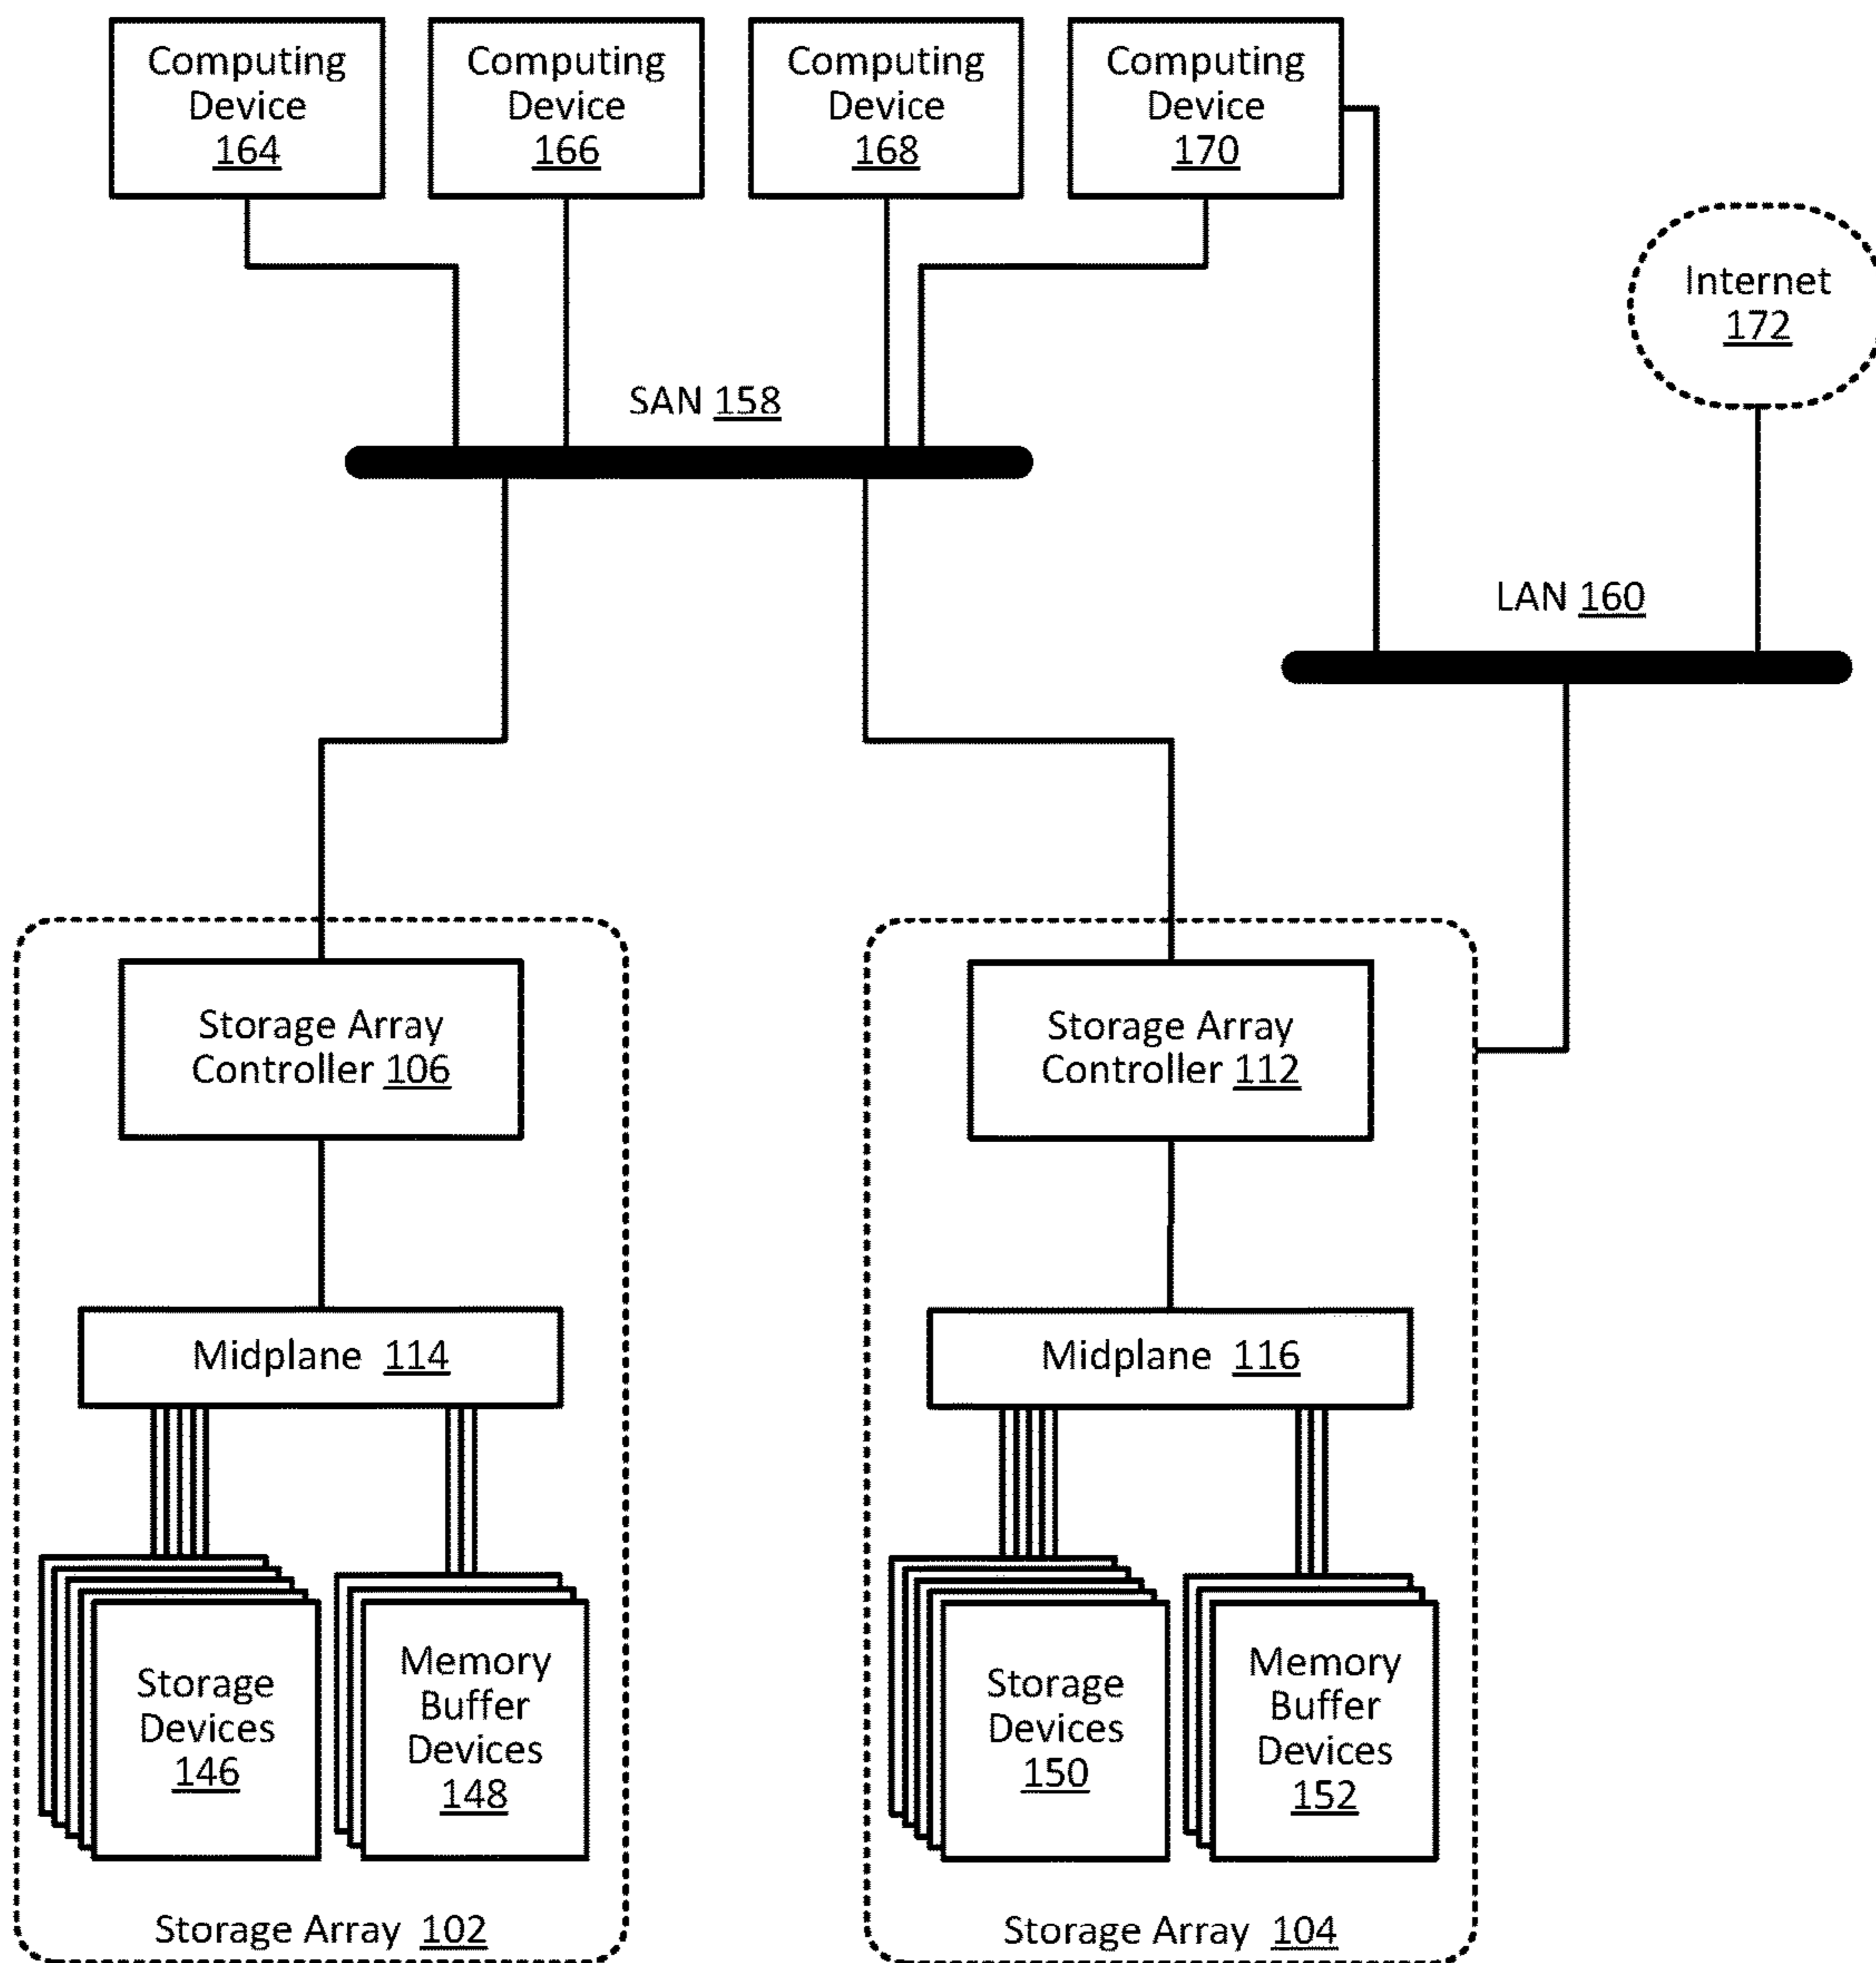 Computing
Device
164
Computing
Device
166
Computing
Device
168
Computing
Device
170
Internet
172
SAN 158
LAN 160
Storage Array
Controller 106
Storage Array
Controller 112
Midplane 114
Midplane 116
Storage
Devices
146
Memory
Buffer
Devices
148
Storage
Devices
150
Memory
Buffer
Devices
152
Storage Array 102
Storage Array 104